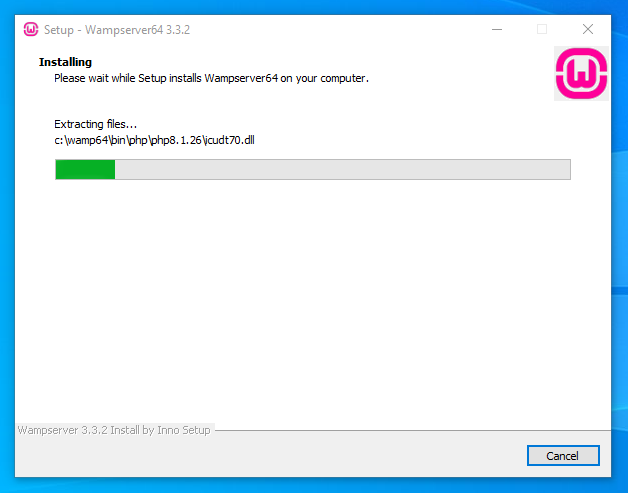 Setup - Wampserver64 3.3.2
Installing
Please wait while Setup installs Wampserver64 on your computer.
W
Extracting files...
c:\wamp64\bin\php\php8.1.26\icudt70.dll
Wampserver 3.3.2 Install by Inno Setup
Cancel